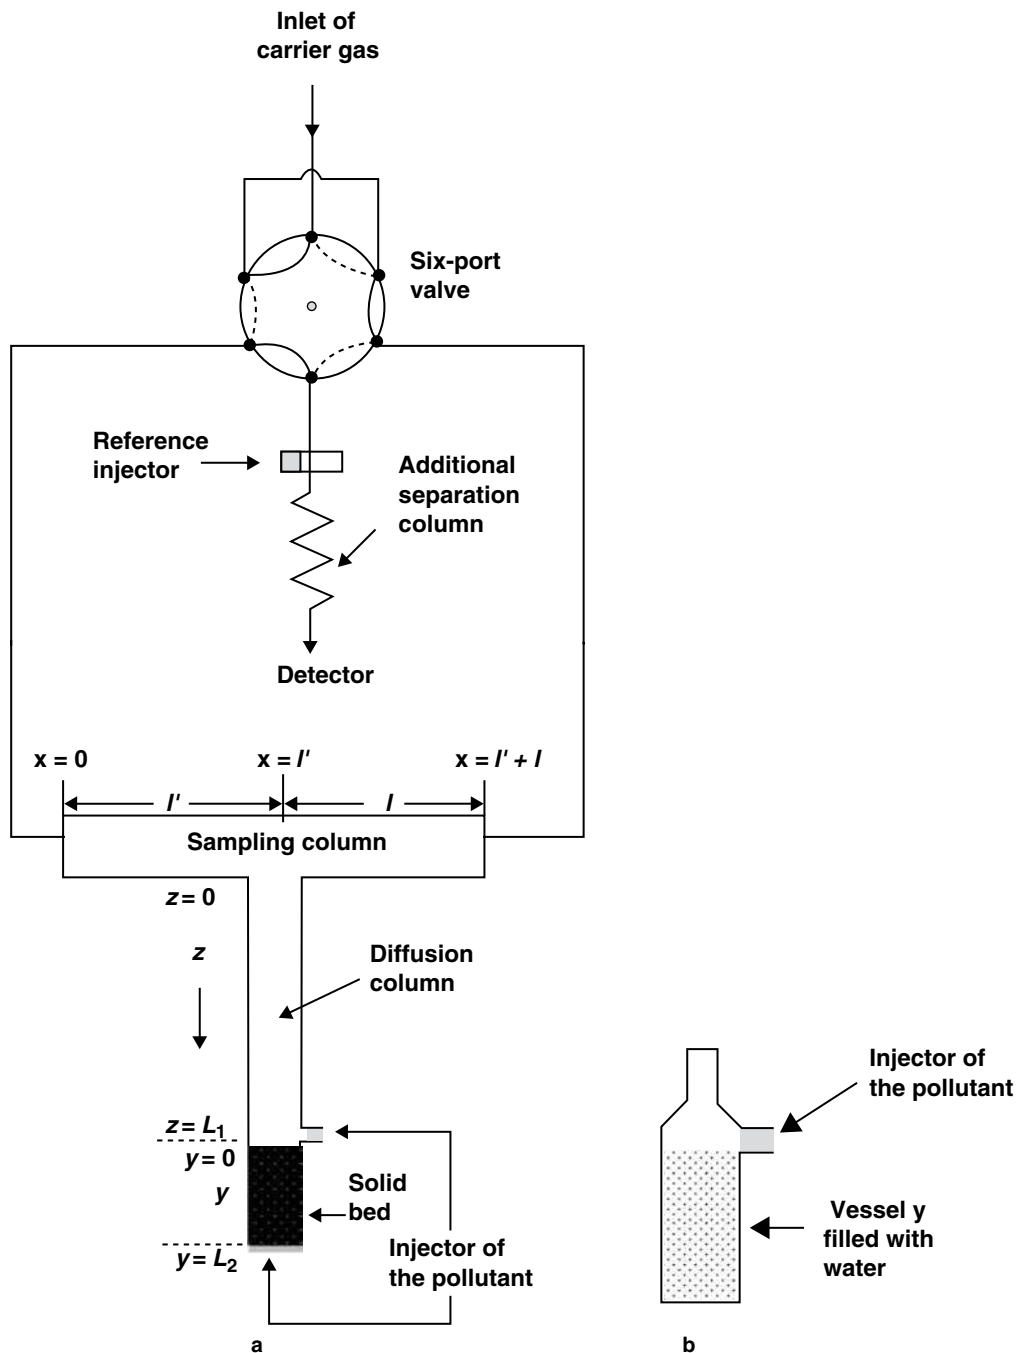 Inlet of
carrier gas
Six-port
valve
Reference
injector
Additional
separation
column
Detector
x = 0
x = l'
x = l' + l
l'
l
Sampling column
z = 0
z
Diffusion
column
z = L1
y = 0
y
Solid
bed
y = L2
Injector of
the pollutant
a
Injector of
the pollutant
Vessel y
filled with
water
b